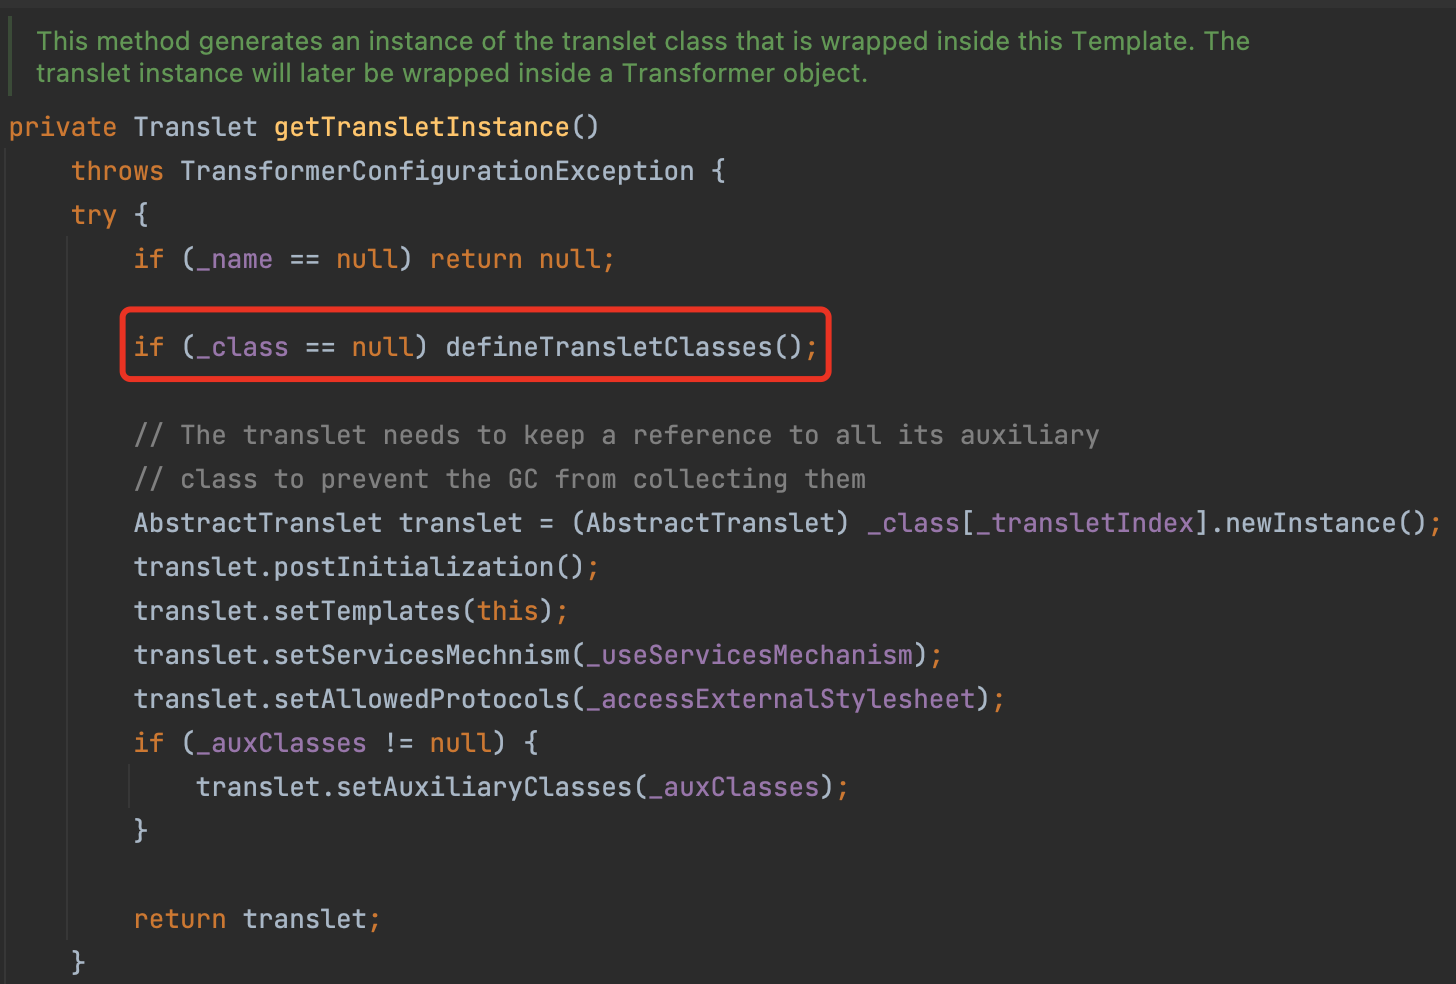 This method generates an instance of the translet class that is wrapped inside this Template. The
translet instance will later be wrapped inside a Transformer object.
private Translet getTransletInstance()
    throws TransformerConfigurationException {
    try {
        if (_name == null) return null;
        if (_class == null) defineTransletClasses();
        // The translet needs to keep a reference to all its auxiliary
        // class to prevent the GC from collecting them
        AbstractTranslet translet = (AbstractTranslet) _class[_transletIndex].newInstance();
        translet.postInitialization();
        translet.setTemplates(this);
        translet.setServicesMechnism(_useServicesMechanism);
        translet.setAllowedProtocols(_accessExternalStylesheet);
        if (_auxClasses != null) {
            translet.setAuxiliaryClasses(_auxClasses);
        }
        return translet;
    }